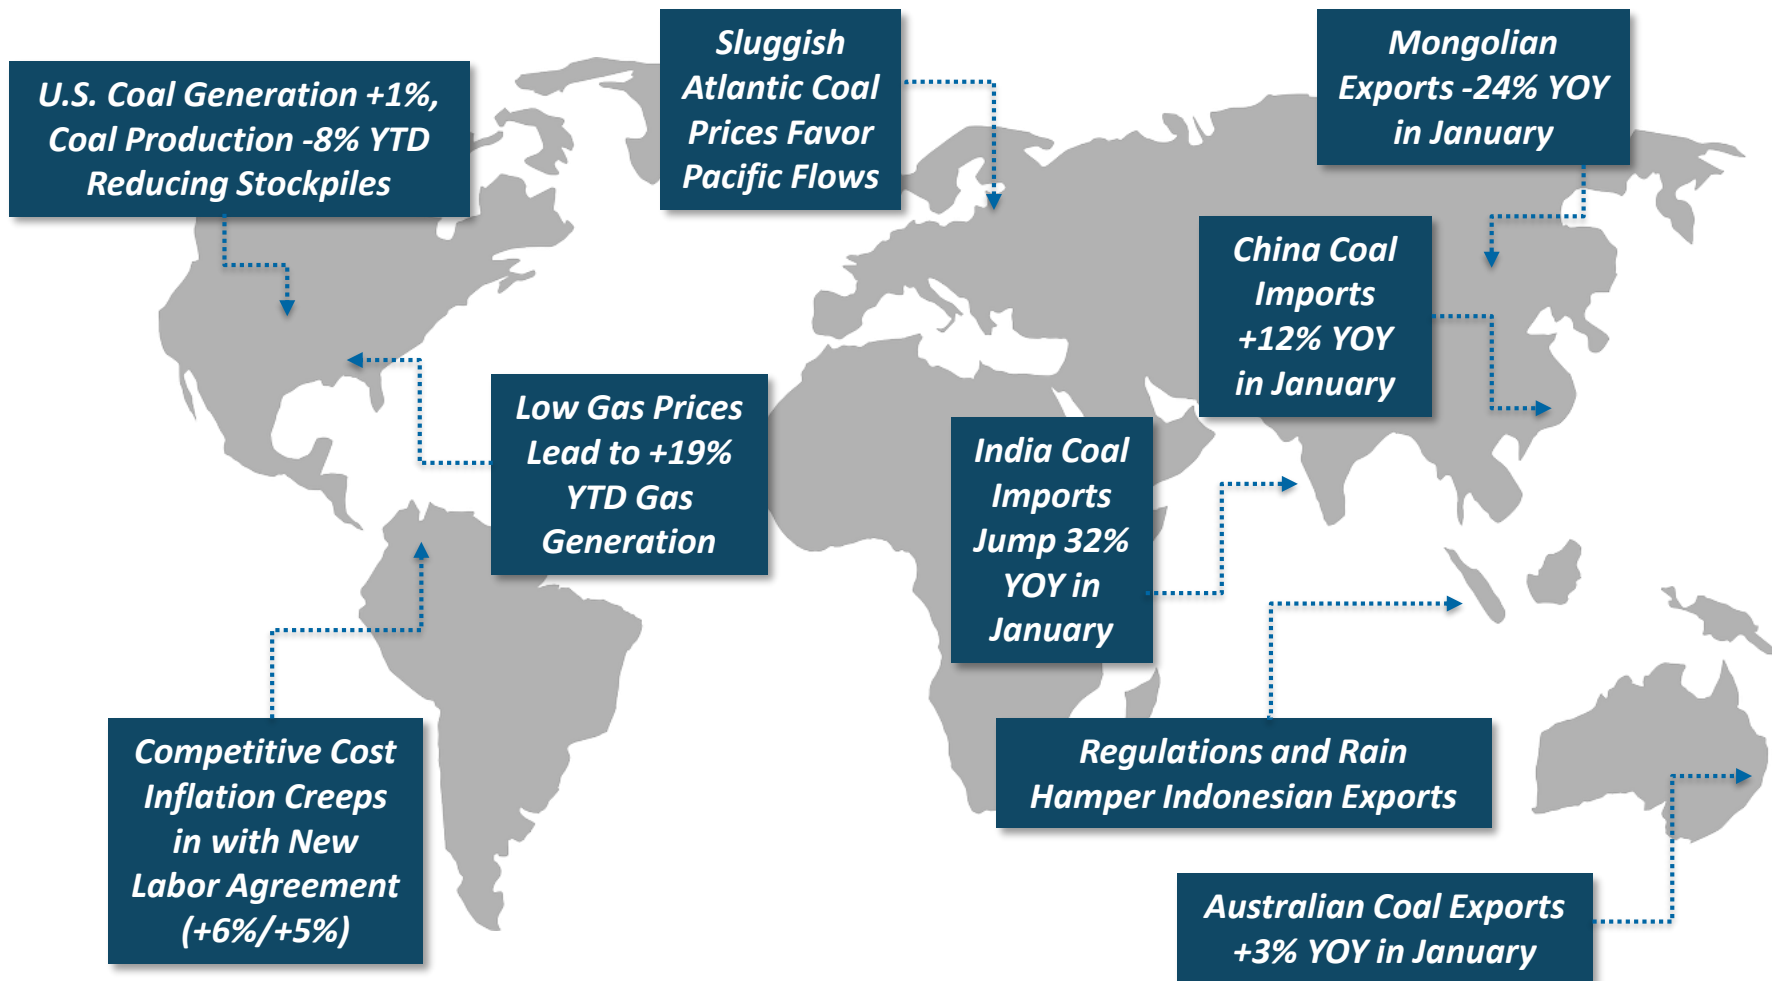 U.S. Coal Generation +1%,
Coal Production -8% YTD
Reducing Stockpiles
Sluggish
Atlantic Coal
Prices Favor
Pacific Flows
Mongolian
Exports -24% YOY
in January
China Coal
Imports
+12% YOY
in January
Low Gas Prices
Lead to +19%
YTD Gas
Generation
India Coal
Imports
Jump 32%
YOY in
January
Competitive Cost
Inflation Creeps
in with New
Labor Agreement
(+6%/+5%)
Regulations and Rain
Hamper Indonesian Exports
Australian Coal Exports
+3% YOY in January